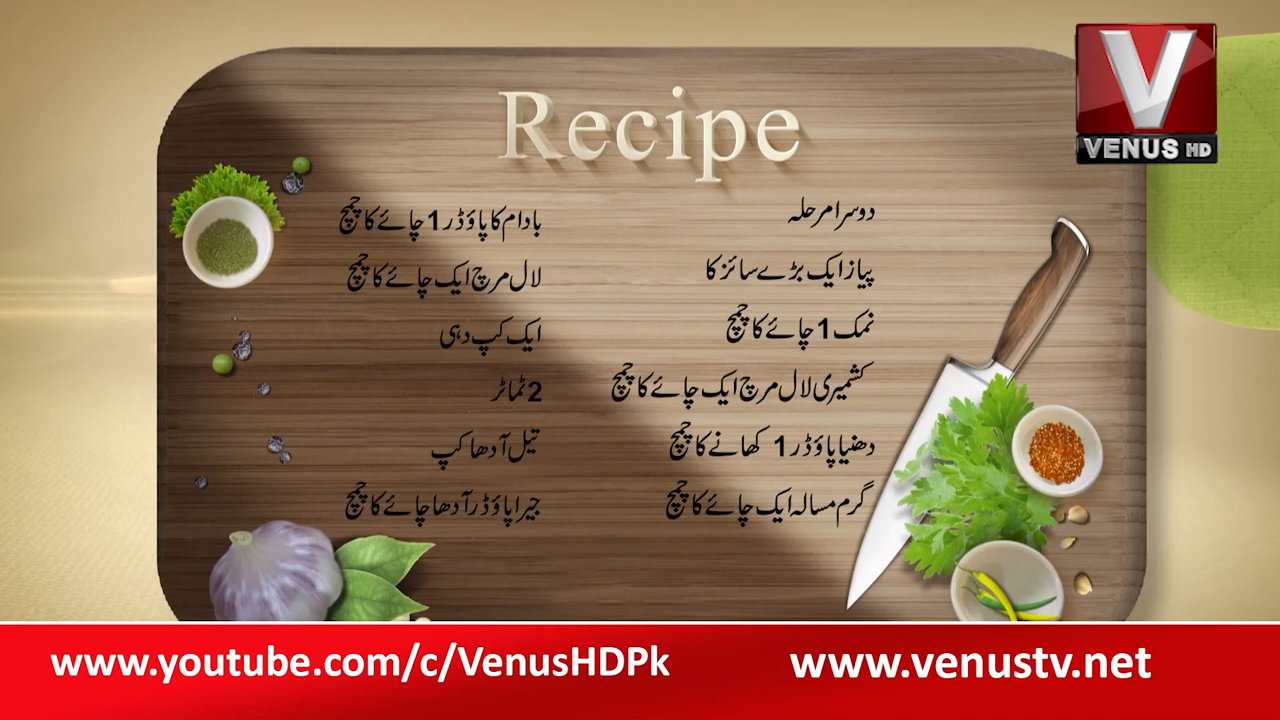 Recipe
VENUS HD
دوسرا مرحلہ
پیاز ایک بڑے سائز کا
نمک 1 چائے کا چمچ
کشمیری لال مرچ ایک چائے کا چمچ
دھنیا پاؤڈر 1 کھانے کا چمچ
گرم مسالہ ایک چائے کا چمچ
بادام کا پاؤڈر 1 چائے کا چمچ
لال مرچ ایک چائے کا چمچ
ایک کپ دہی
2 ٹماٹر
تیل آدھا کپ
جیرا پاؤڈر آدھا چائے کا چمچ
www.youtube.com/c/VenusHDPk
www.venustv.net